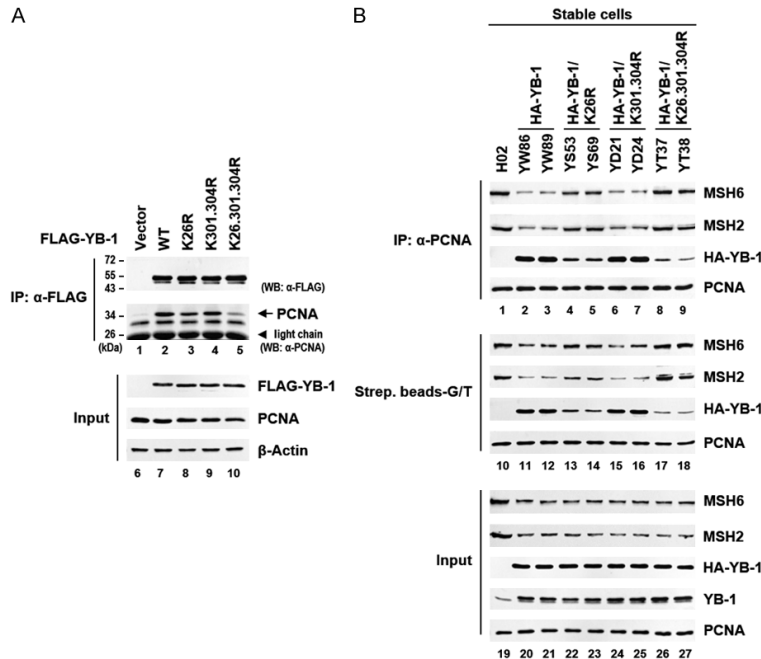 A
FLAG-YB-1
Vector
WT
K26R
K301.304R
K26.301.304R
IP: α-FLAG
72
55
43
(WB: α-FLAG)
34
PCNA
26
light chain
(kDa)
1 2 3 4 5
(WB: α-PCNA)
Input
FLAG-YB-1
PCNA
β-Actin
6 7 8 9 10
B
Stable cells
HA-YB-1
HA-YB-1/
K26R
HA-YB-1/
K301.304R
HA-YB-1/
K26.301.304R
H02
YW86
YW89
YS53
YS69
YD21
YD24
YT37
YT38
IP: α-PCNA
MSH6
MSH2
HA-YB-1
PCNA
1 2 3 4 5 6 7 8 9
Strep. beads-G/T
MSH6
MSH2
HA-YB-1
PCNA
10 11 12 13 14 15 16 17 18
Input
MSH6
MSH2
HA-YB-1
YB-1
PCNA
19 20 21 22 23 24 25 26 27